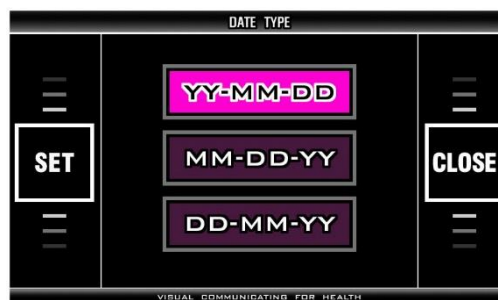 DATE TYPE
YY-MM-DD
SET
MM-DD-YY
CLOSE
DD-MM-YY
VISUAL COMMUNICATING FOR HEALTH